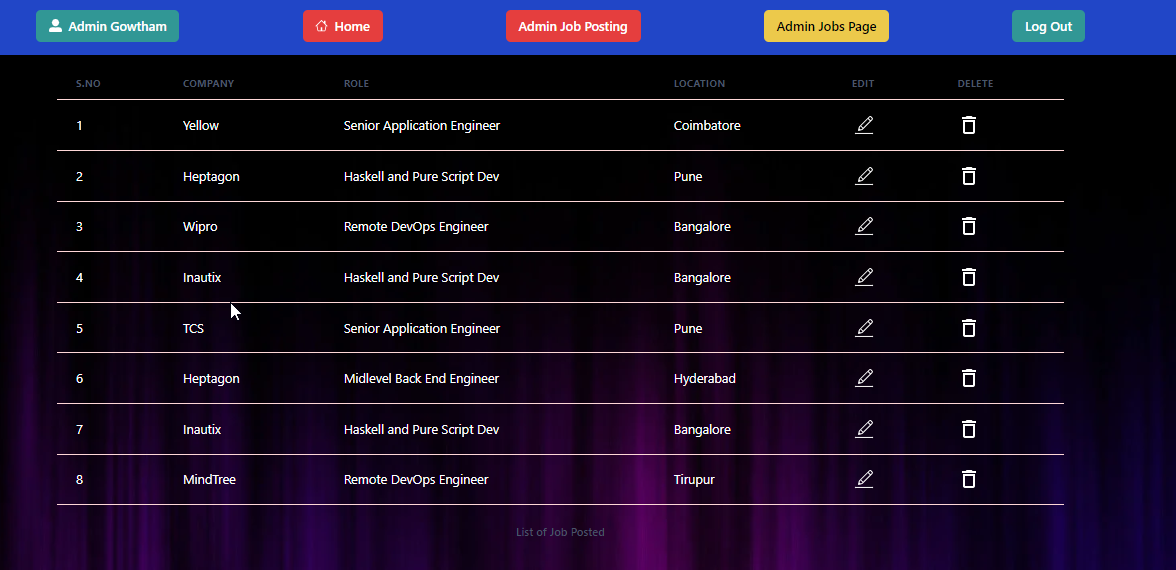 Admin Gowtham Home Admin Job Posting Admin Jobs Page Log Out
S.NO COMPANY ROLE LOCATION EDIT DELETE
1 Yellow Senior Application Engineer Coimbatore
2 Heptagon Haskell and Pure Script Dev Pune
3 Wipro Remote DevOps Engineer Bangalore
4 Inautix Haskell and Pure Script Dev Bangalore
5 TCS Senior Application Engineer Pune
6 Heptagon Midlevel Back End Engineer Hyderabad
7 Inautix Haskell and Pure Script Dev Bangalore
8 MindTree Remote DevOps Engineer Tirupur
List of Job Posted